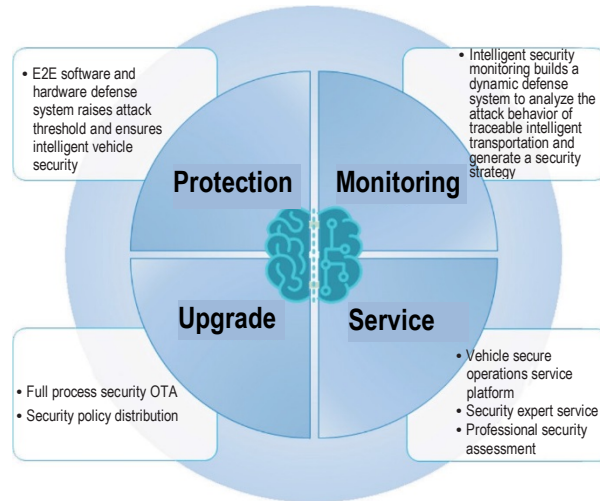 • E2E software and
hardware defense
system raises attack
threshold and ensures
intelligent vehicle
security
• Intelligent security
monitoring builds a
dynamic defense
system to analyze the
attack behavior of
traceable intelligent
transportation and
generate a security
strategy
Protection
Monitoring
Upgrade
Service
• Full process security OTA
• Security policy distribution
• Vehicle secure
operations service
platform
• Security expert service
• Professional security
assessment